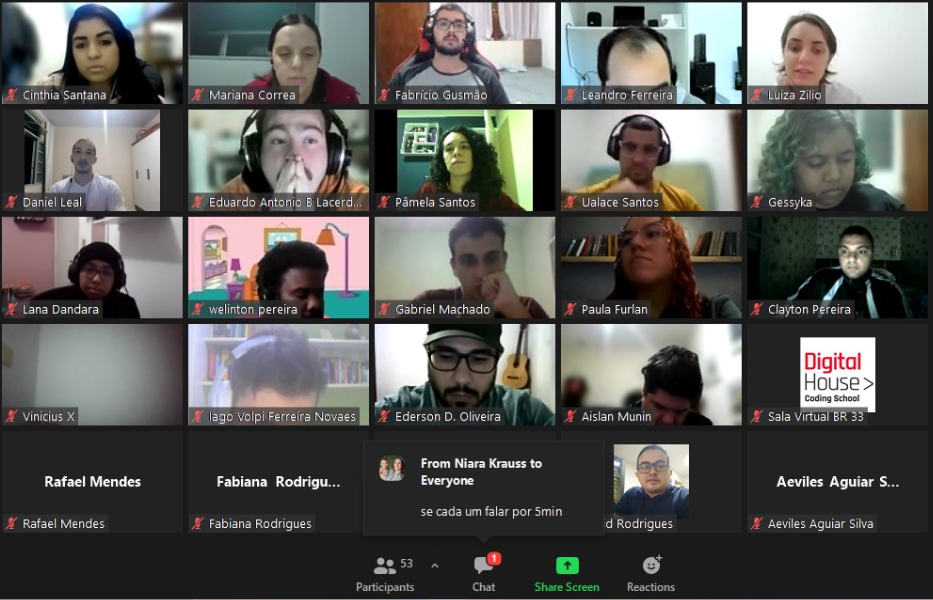 Cinthia Santana
Mariana Correa
Fabrício Gusmão
Leandro Ferreira
Luiza Zilio
Daniel Leal
Eduardo Antonio B Lacerd...
Pâmela Santos
Ualace Santos
Gessyka
Lana Dandara
welinton pereira
Gabriel Machado
Paula Furlan
Clayton Pereira
Vinicius X
Iago Volpi Ferreira Novaes
Ederson D. Oliveira
Aislan Munin
Digital
House>
Coding School
Sala Virtual BR 33
Rafael Mendes
Rafael Mendes
Fabiana Rodrigu...
Fabiana Rodrigues
From Niara Krauss to
Everyone
se cada um falar por 5min
d Rodrigues
Aeviles Aguiar S...
Aeviles Aguiar Silva
53
Participants
1
Chat
Share Screen
Reactions